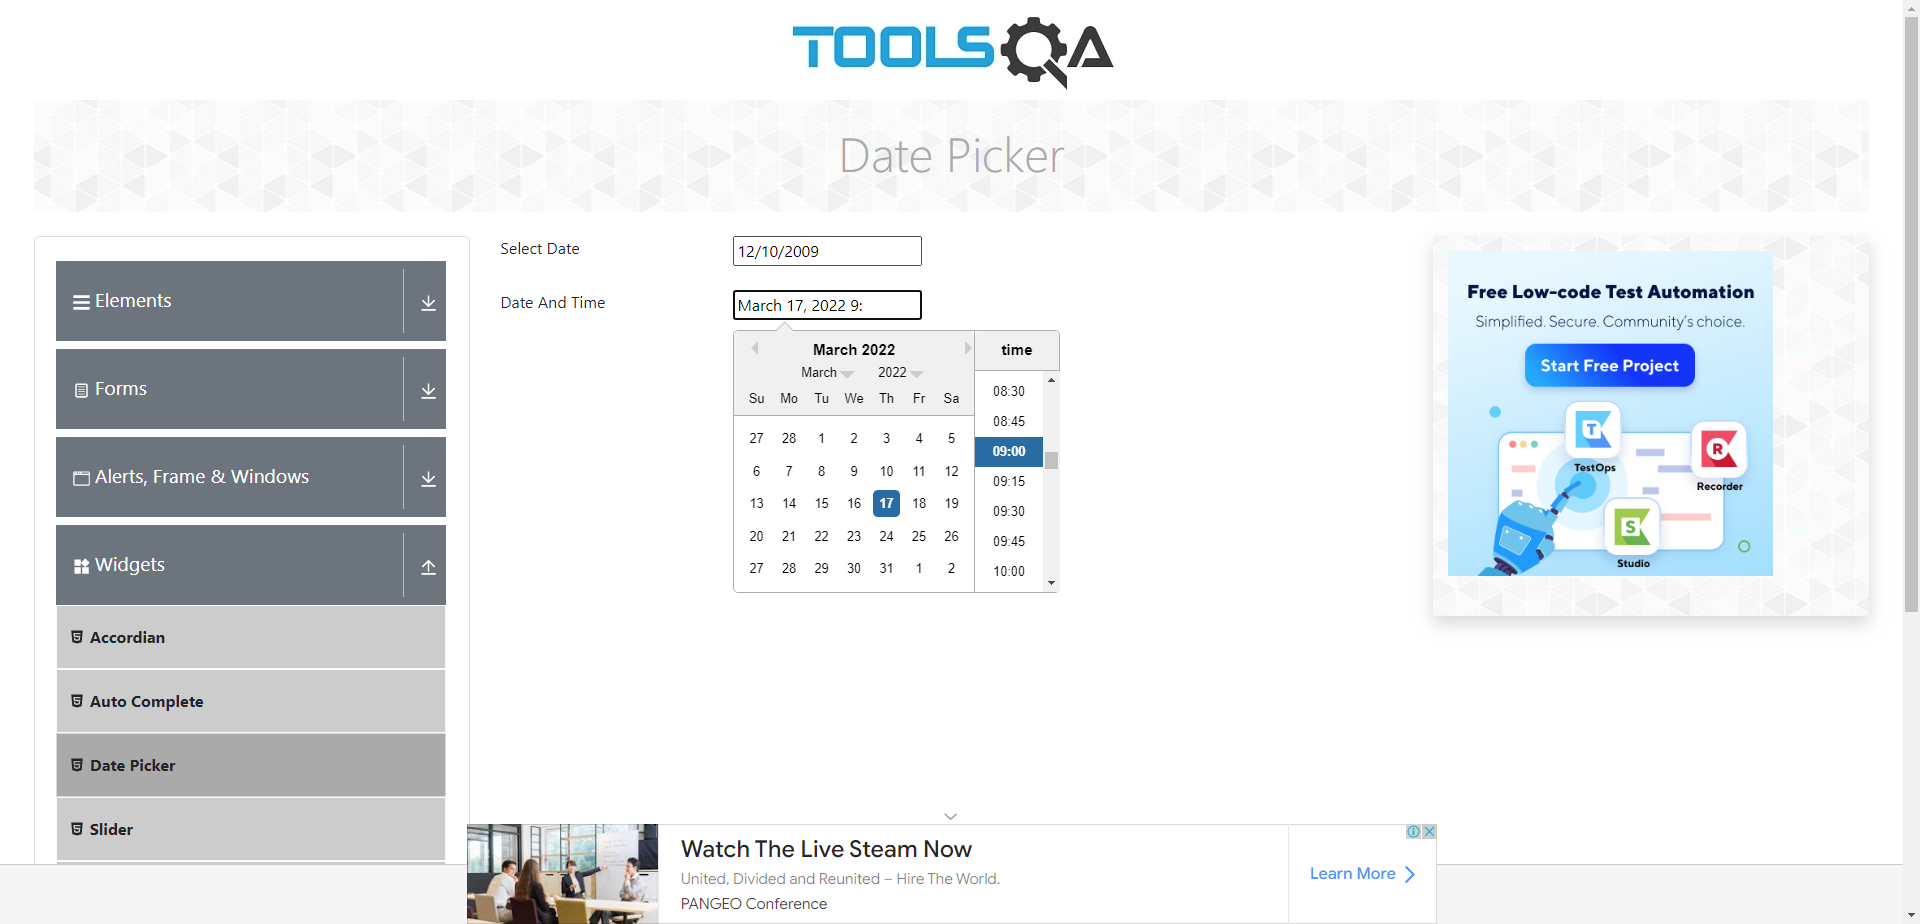 TOOLSQA
Date Picker
Elements
Forms
Alerts, Frame & Windows
Widgets
Accordian
Auto Complete
Date Picker
Slider
Select Date
12/10/2009
Date And Time
March 17, 2022 9:
March 2022
March 2022
Su Mo Tu We Th Fr Sa
27 28 1 2 3 4 5
6 7 8 9 10 11 12
13 14 15 16 17 18 19
20 21 22 23 24 25 26
27 28 29 30 31 1 2
time
08:30
08:45
09:00
09:15
09:30
09:45
10:00
Free Low-code Test Automation
Simplified. Secure. Community's choice.
Start Free Project
T
TestOps
R
Recorder
S
Studio
Watch The Live Steam Now
United, Divided and Reunited – Hire The World.
PANGEO Conference
Learn More